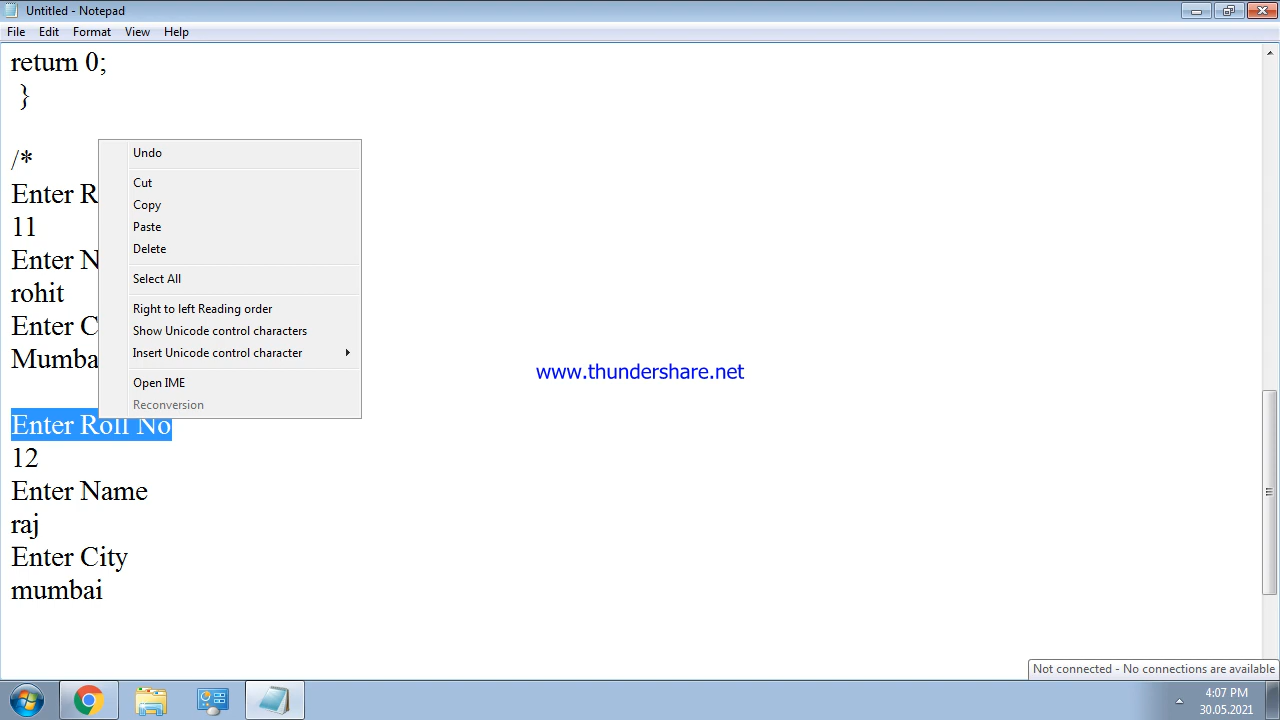 Untitled - Notepad
File Edit Format View Help
return 0;
}
/*
Enter R
11
Enter N
rohit
Enter C
Mumba
Undo
Cut
Copy
Paste
Delete
Select All
Right to left Reading order
Show Unicode control characters
Insert Unicode control character
Open IME
Reconversion
www.thundershare.net
Enter Roll No
12
Enter Name
raj
Enter City
mumbai
Not connected - No connections are available
4:07 PM
30.05.2021